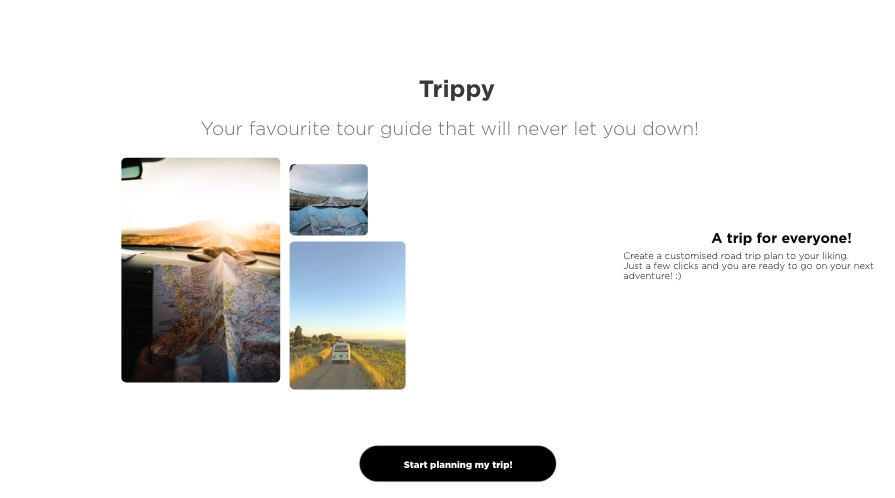 Trippy
Your favourite tour guide that will never let you down!
A trip for everyone!
Create a customised road trip plan to your liking.
Just a few clicks and you are ready to go on your next
adventure! :)
Start planning my trip!